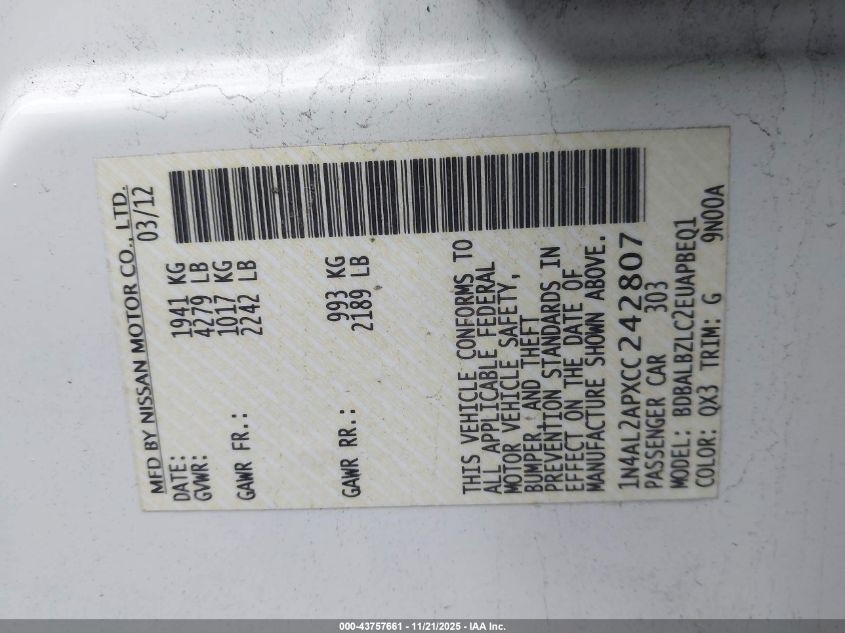 MFD BY NISSAN MOTOR CO., LTD.
DATE: 03/12
GVWR: 1941 KG
4279 LB
GAWR FR.: 1017 KG
2242 LB
GAWR RR.: 993 KG
2189 LB
THIS VEHICLE CONFORMS TO
ALL APPLICABLE FEDERAL
MOTOR VEHICLE SAFETY,
BUMPER, AND THEFT
PREVENTION STANDARDS IN
EFFECT ON THE DATE OF
MANUFACTURE SHOWN ABOVE.
1N4AL2APXCC242807
PASSENGER CAR 303
MODEL: BDBALBZLC2EUAPBEQ1
COLOR: QX3 TRIM: G 9N00A
000-43757661 - 11/21/2025 - IAA Inc.